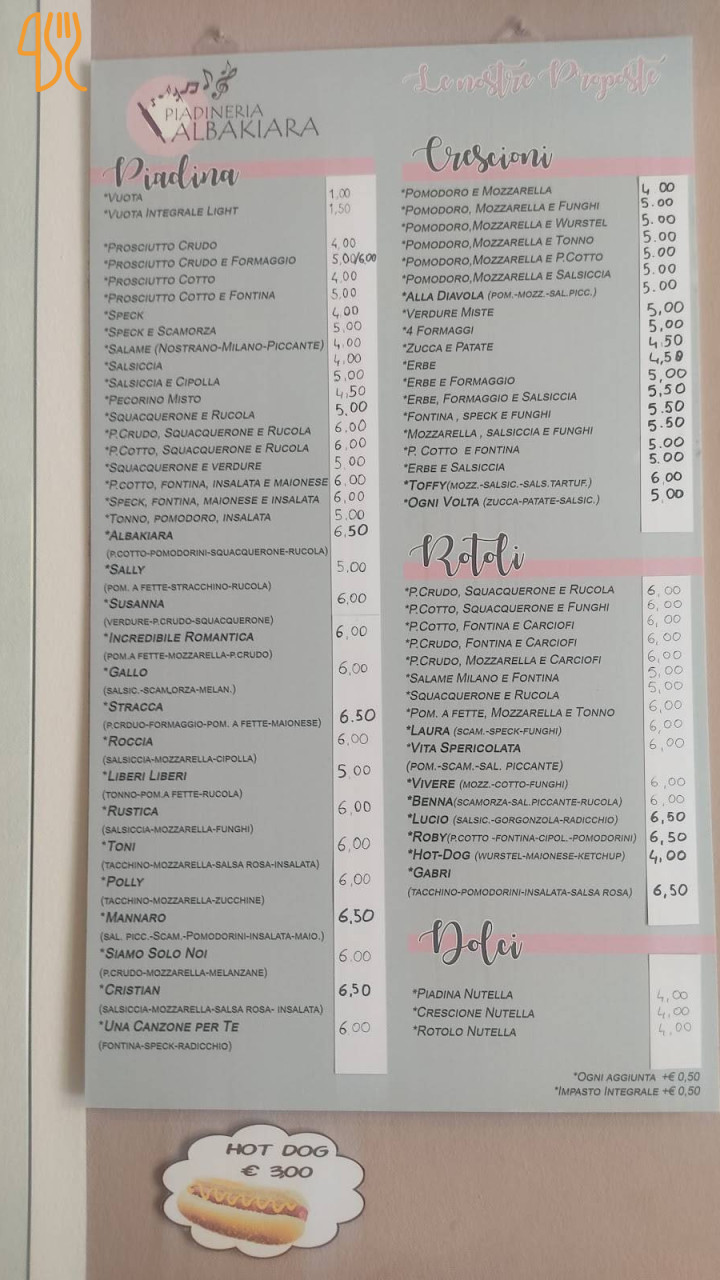 Le nostre Proposte
PIADINERIA
ALBAKIARA
Piadina
*VUOTA 1,00
*VUOTA INTEGRALE LIGHT 1,50
*PROSCIUTTO CRUDO 4,00
*PROSCIUTTO CRUDO E FORMAGGIO 5,00/6,00
*PROSCIUTTO COTTO 4,00
*PROSCIUTTO COTTO E FONTINA 5.00
*SPECK 4,00
*SPECK E SCAMORZA 5,00
*SALAME (NOSTRANO-MILANO-PICCANTE) 4.00
*SALSICCIA 4,00
*SALSICCIA E CIPOLLA 5.00
*PECORINO MISTO 4,50
*SQUACQUERONE E RUCOLA 5,00
*P.CRUDO, SQUACQUERONE E RUCOLA 6.00
*P.COTTO, SQUACQUERONE E RUCOLA 6.00
*SQUACQUERONE E VERDURE 5.00
*P.COTTO, FONTINA, INSALATA E MAIONESE 6.00
*SPECK, FONTINA, MAIONESE E INSALATA 6,00
*TONNO, POMODORO, INSALATA 5.00
*ALBAKIARA 6.50
(P.COTTO-POMODORINI-SQUACQUERONE-RUCOLA)
*SALLY 5,00
(POM. A FETTE-STRACCHINO-RUCOLA)
*SUSANNA 6,00
(VERDURE-P.CRUDO-SQUACQUERONE)
*INCREDIBILE ROMANTICA 6,00
(POM.A FETTE-MOZZARELLA-P.CRUDO)
*GALLO 6,00
(SALSIC.-SCAM,ORZA-MELAN.)
*STRACCA 6.50
(P.CRDUO-FORMAGGIO-POM. A FETTE-MAIONESE)
*ROCCIA 6,00
(SALSICCIA-MOZZARELLA-CIPOLLA)
*LIBERI LIBERI 5.00
(TONNO-POM.A FETTE-RUCOLA)
*RUSTICA 6,00
(SALSICCIA-MOZZARELLA-FUNGHI)
*TONI 6,00
(TACCHINO-MOZZARELLA-SALSA ROSA-INSALATA)
*POLLY 6,00
(TACCHINO-MOZZARELLA-ZUCCHINE)
*MANNARO 6,50
(SAL. PICC.-SCAM.-POMODORINI-INSALATA-MAIO.)
*SIAMO SOLO NOI 6.00
(P.CRUDO-MOZZARELLA-MELANZANE)
*CRISTIAN 6,50
(SALSICCIA-MOZZARELLA-SALSA ROSA- INSALATA)
*UNA CANZONE PER TE 6.00
(FONTINA-SPECK-RADICCHIO)
Crescioni
*POMODORO E MOZZARELLA 4 00
*POMODORO, MOZZARELLA E FUNGHI 5.00
*POMODORO,MOZZARELLA E WURSTEL 5.00
*POMODORO,MOZZARELLA E TONNO 5.00
*POMODORO,MOZZARELLA E P.COTTO 5.00
*POMODORO,MOZZARELLA E SALSICCIA 5.00
*ALLA DIAVOLA (POM.-MOZZ.-SAL.PICC.) 5.00
*VERDURE MISTE 5,00
*4 FORMAGGI 5,00
*ZUCCA E PATATE 4,50
*ERBE 4,50
*ERBE E FORMAGGIO 5,00
*ERBE, FORMAGGIO E SALSICCIA 5,50
*FONTINA , SPECK E FUNGHI 5.50
*MOZZARELLA , SALSICCIA E FUNGHI 5.50
*P. COTTO E FONTINA 5.00
*ERBE E SALSICCIA 5.00
*TOFFY(MOZZ.-SALSIC.-SALS.TARTUF.) 6,00
*OGNI VOLTA (ZUCCA-PATATE-SALSIC.) 5,00
Rotoli
*P.CRUDO, SQUACQUERONE E RUCOLA 6,00
*P.COTTO, SQUACQUERONE E FUNGHI 6,00
*P.COTTO, FONTINA E CARCIOFI 6,00
*P.CRUDO, FONTINA E CARCIOFI 6,00
*P.CRUDO, MOZZARELLA E CARCIOFI 6,00
*SALAME MILANO E FONTINA 5,00
*SQUACQUERONE E RUCOLA 5,00
*POM. A FETTE, MOZZARELLA E TONNO 6,00
*LAURA (SCAM.-SPECK-FUNGHI) 6,00
*VITA SPERICOLATA 6,00
(POM.-SCAM.-SAL. PICCANTE)
*VIVERE (MOZZ.-COTTO-FUNGHI) 6,00
*BENNA(SCAMORZA-SAL.PICCANTE-RUCOLA) 6,00
*LUCIO (SALSIC.-GORGONZOLA-RADICCHIO) 6,50
*ROBY(P.COTTO -FONTINA-CIPOL.-POMODORINI) 6,50
*HOT-DOG (WURSTEL-MAIONESE-KETCHUP) 4,00
*GABRI
(TACCHINO-POMODORINI-INSALATA-SALSA ROSA) 6,50
Dolci
*PIADINA NUTELLA 4,00
*CRESCIONE NUTELLA 4,00
*ROTOLO NUTELLA 4,00
*OGNI AGGIUNTA +€ 0,50
*IMPASTO INTEGRALE +€ 0,50
HOT DOG
€ 3,00